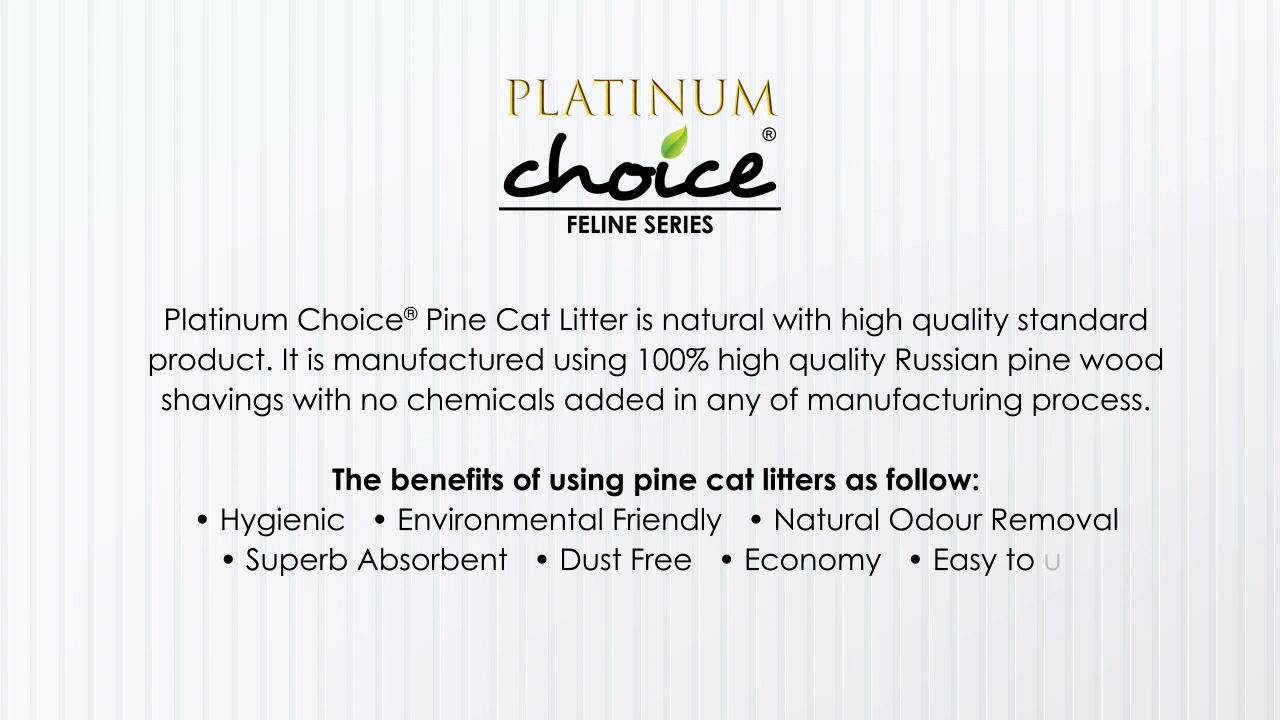 PLATINUM
choice®
FELINE SERIES
Platinum Choice® Pine Cat Litter is natural with high quality standard
product. It is manufactured using 100% high quality Russian pine wood
shavings with no chemicals added in any of manufacturing process.
The benefits of using pine cat litters as follow:
• Hygienic • Environmental Friendly • Natural Odour Removal
• Superb Absorbent • Dust Free • Economy • Easy to u